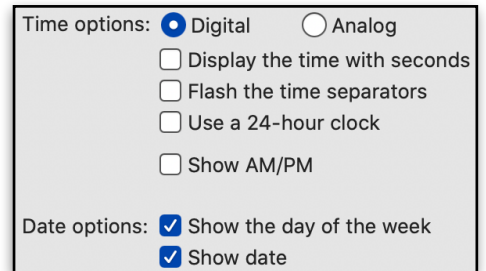 Time options: Digital Analog
Display the time with seconds
Flash the time separators
Use a 24-hour clock
Show AM/PM
Date options: Show the day of the week
Show date